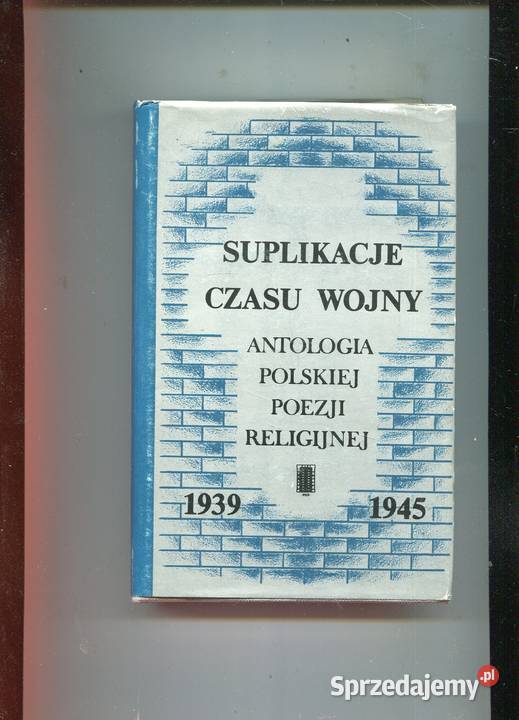 SUPLIKACJE
CZASU WOJNY
ANTOLOGIA
POLSKIEJ
POEZJI
RELIGIJNEJ
1939 1945
Sprzedajemy.pl